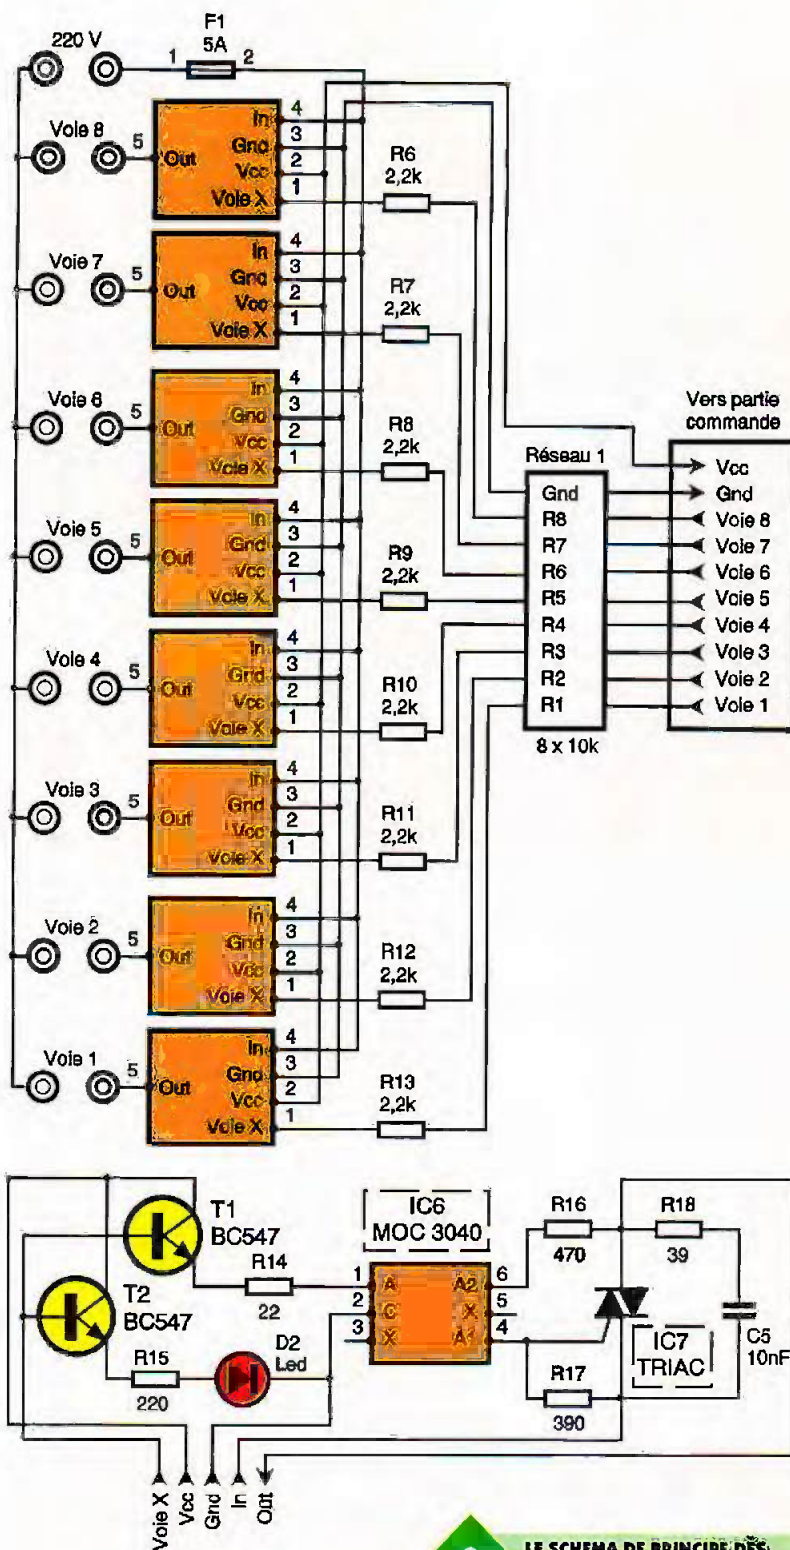 F1
220 V
5A
1 2
Voie 8
5 Out
In 4
Gnd 3
Vcc 2
Voie X 1
R6
2,2k
Voie 7
5 Out
In 4
Gnd 3
Vcc 2
Voie X 1
R7
2,2k
Voie 6
5 Out
In 4
Gnd 3
Vcc 2
Voie X 1
R8
2,2k
Voie 5
5 Out
In 4
Gnd 3
Vcc 2
Voie X 1
R9
2,2k
Voie 4
5 Out
In 4
Gnd 3
Vcc 2
Voie X 1
R10
2,2k
Voie 3
5 Out
In 4
Gnd 3
Vcc 2
Voie X 1
R11
2,2k
Voie 2
5 Out
In 4
Gnd 3
Vcc 2
Voie X 1
R12
2,2k
Voie 1
5 Out
In 4
Gnd 3
Vcc 2
Voie X 1
R13
2,2k
Réseau 1
Gnd
R8
R7
R6
R5
R4
R3
R2
R1
8 x 10k
Vers partie
commande
Vcc
Gnd
Voie 8
Voie 7
Voie 6
Voie 5
Voie 4
Voie 3
Voie 2
Voie 1
T1
BC547
T2
BC547
R14
22
R15
220
D2
Led
IC6
MOC 3040
1 A A2 6
2 C X 5
3 X A1 4
R16
470
R18
39
IC7
TRIAC
C5
10nF
R17
390
Voie X
Vcc
Gnd
In
Out
LE SCHEMA DE PRINCIPE DES